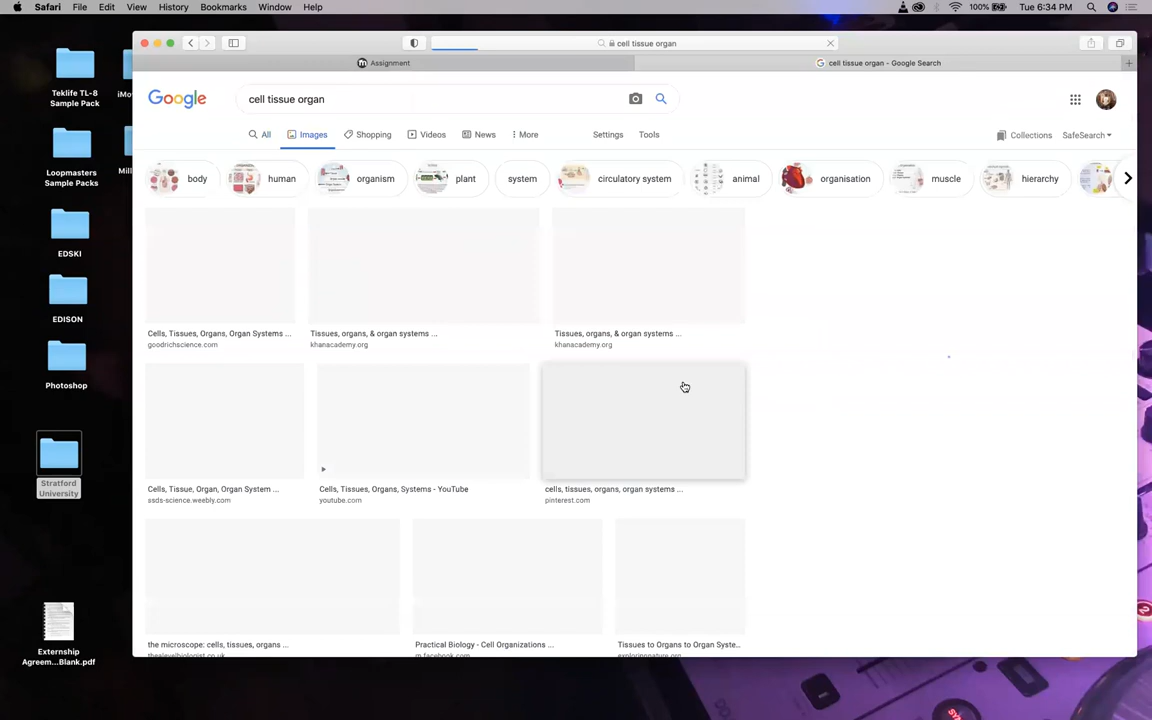 Safari File Edit View History Bookmarks Window Help 100% Tue 6:34 PM
cell tissue organ
Assignment
cell tissue organ - Google Search
Google
cell tissue organ
All Images Shopping Videos News More Settings Tools
Collections SafeSearch
body human organism plant system circulatory system animal organisation muscle hierarchy
Cells, Tissues, Organs, Organ Systems ...
goodrichscience.com
Tissues, organs, & organ systems ...
khanacademy.org
Tissues, organs, & organ systems ...
khanacademy.org
Cells, Tissue, Organ, Organ System ...
ssds-science.weebly.com
Cells, Tissues, Organs, Systems - YouTube
youtube.com
cells, tissues, organs, organ systems ...
pinterest.com
the microscope: cells, tissues, organs ...
Practical Biology - Cell Organizations ...
m.facebook.com
Tissues to Organs to Organ Syste...
Teklife TL-8
Sample Pack
Loopmasters
Sample Packs
EDSKI
EDISON
Photoshop
Stratford
University
Externship
Agreem...Blank.pdf